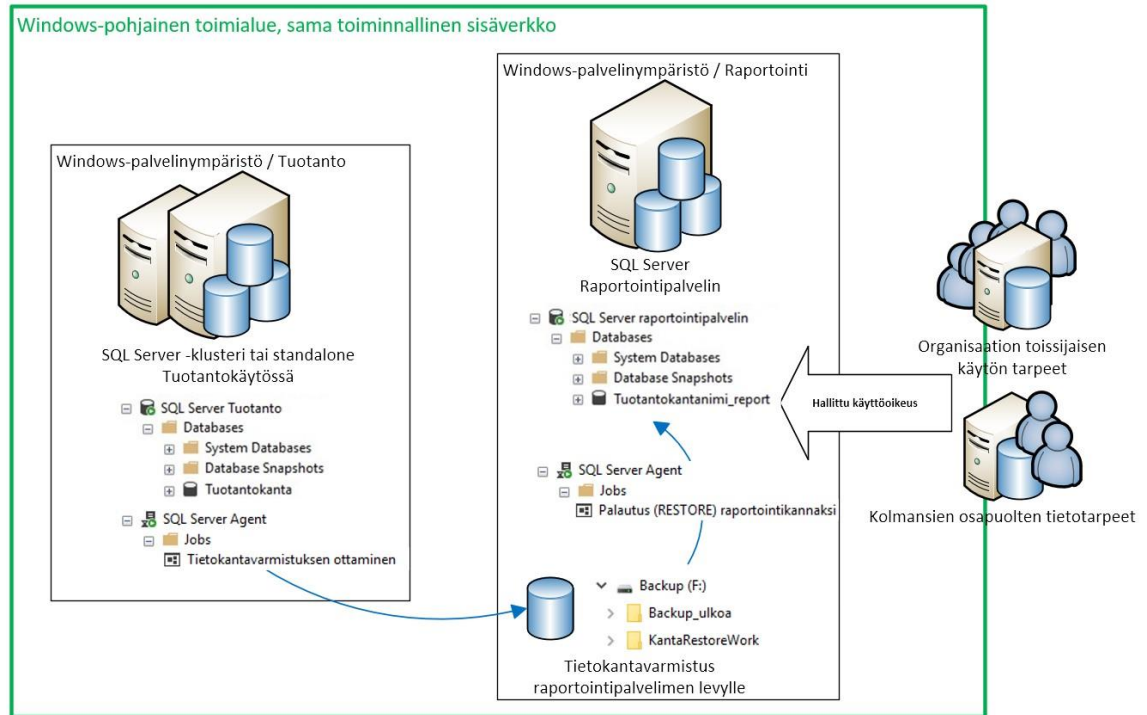 Windows-pohjainen toimialue, sama toiminnallinen sisäverkko
Windows-palvelinympäristö / Tuotanto
SQL Server -klusteri tai standalone
Tuotantokäytössä
SQL Server Tuotanto
Databases
System Databases
Database Snapshots
Tuotantokanta
SQL Server Agent
Jobs
Tietokantavarmistuksen ottaminen
Windows-palvelinympäristö / Raportointi
SQL Server
Raportointipalvelin
SQL Server raportointipalvelin
Databases
System Databases
Database Snapshots
Tuotantokantanimi_report
SQL Server Agent
Jobs
Palautus (RESTORE) raportointikannaksi
Backup (F:)
Backup_ulkoa
KantaRestoreWork
Tietokantavarmistus
raportointipalvelimen levylle
Hallittu käyttöoikeus
Organisaation toissijaisen
käytön tarpeet
Kolmansien osapuolten tietotarpeet